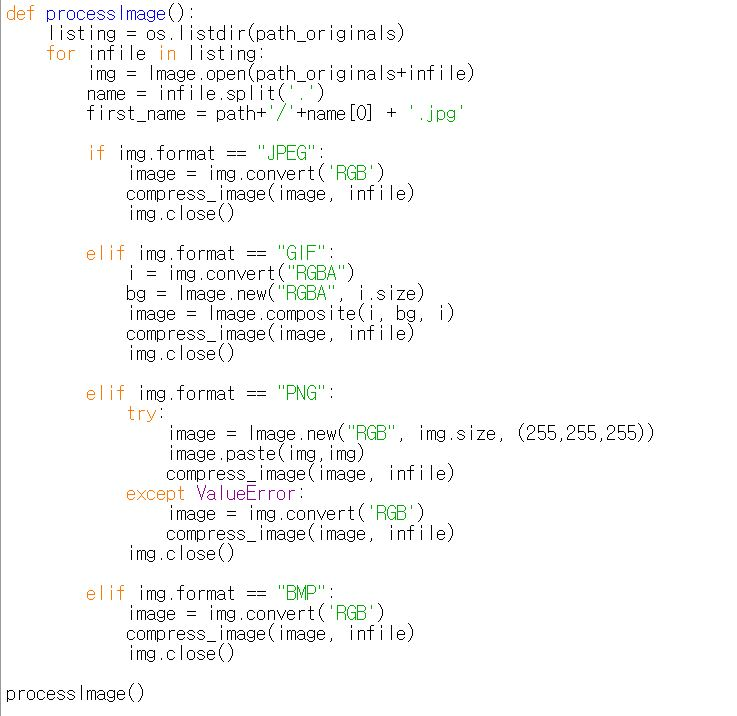 def processImage():
    listing = os.listdir(path_originals)
    for infile in listing:
        img = Image.open(path_originals+infile)
        name = infile.split('.')
        first_name = path+'/'+name[0] + '.jpg'

        if img.format == "JPEG":
            image = img.convert('RGB')
            compress_image(image, infile)
            img.close()

        elif img.format == "GIF":
            i = img.convert("RGBA")
            bg = Image.new("RGBA", i.size)
            image = Image.composite(i, bg, i)
            compress_image(image, infile)
            img.close()

        elif img.format == "PNG":
            try:
                image = Image.new("RGB", img.size, (255,255,255))
                image.paste(img,img)
                compress_image(image, infile)
            except ValueError:
                image = img.convert('RGB')
                compress_image(image, infile)
            img.close()

        elif img.format == "BMP":
            image = img.convert('RGB')
            compress_image(image, infile)
            img.close()

processImage()